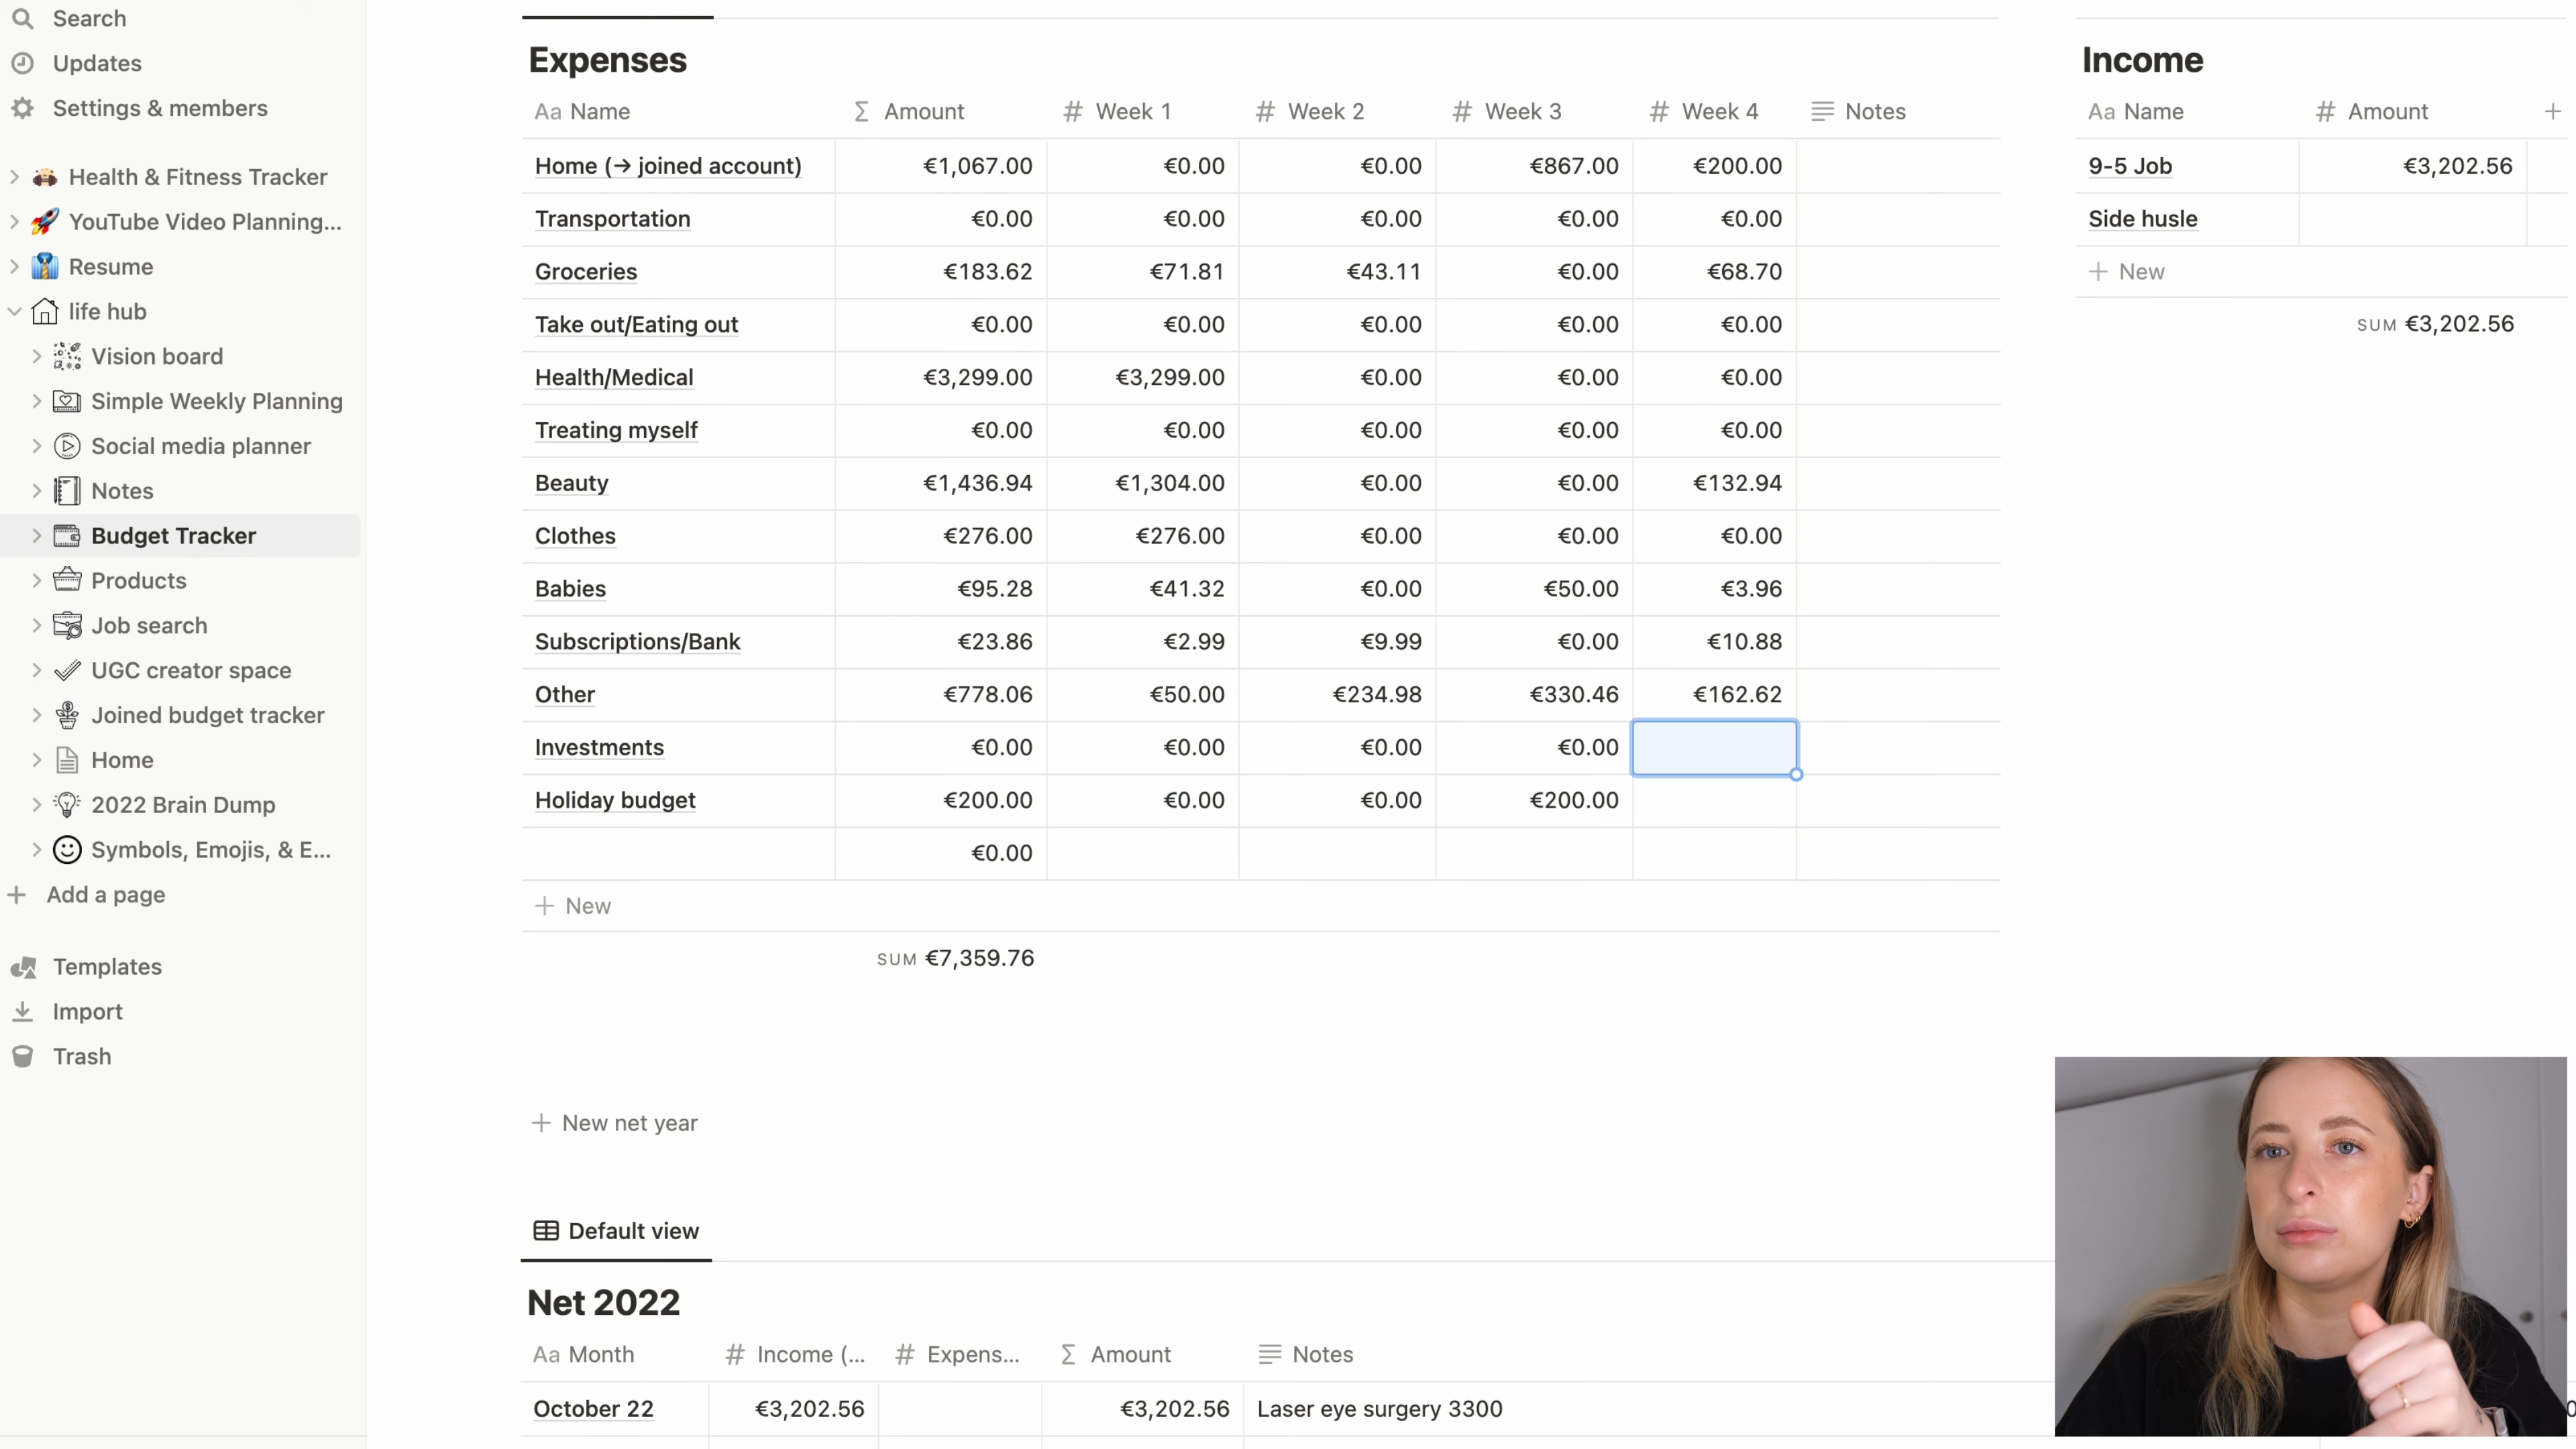 Search
Updates
Settings & members
Health & Fitness Tracker
YouTube Video Planning...
Resume
life hub
Vision board
Simple Weekly Planning
Social media planner
Notes
Budget Tracker
Products
Job search
UGC creator space
Joined budget tracker
Home
2022 Brain Dump
Symbols, Emojis, & E...
+ Add a page
Templates
Import
Trash
Expenses
Aa Name Σ Amount # Week 1 # Week 2 # Week 3 # Week 4 Notes
Home (→ joined account) €1,067.00 €0.00 €0.00 €867.00 €200.00
Transportation €0.00 €0.00 €0.00 €0.00 €0.00
Groceries €183.62 €71.81 €43.11 €0.00 €68.70
Take out/Eating out €0.00 €0.00 €0.00 €0.00 €0.00
Health/Medical €3,299.00 €3,299.00 €0.00 €0.00 €0.00
Treating myself €0.00 €0.00 €0.00 €0.00 €0.00
Beauty €1,436.94 €1,304.00 €0.00 €0.00 €132.94
Clothes €276.00 €276.00 €0.00 €0.00 €0.00
Babies €95.28 €41.32 €0.00 €50.00 €3.96
Subscriptions/Bank €23.86 €2.99 €9.99 €0.00 €10.88
Other €778.06 €50.00 €234.98 €330.46 €162.62
Investments €0.00 €0.00 €0.00 €0.00
Holiday budget €200.00 €0.00 €0.00 €200.00
€0.00
+ New
SUM €7,359.76
Income
Aa Name # Amount +
9-5 Job €3,202.56
Side husle
+ New
SUM €3,202.56
+ New net year
Default view
Net 2022
Aa Month # Income (... # Expens... Σ Amount Notes
October 22 €3,202.56 €3,202.56 Laser eye surgery 3300